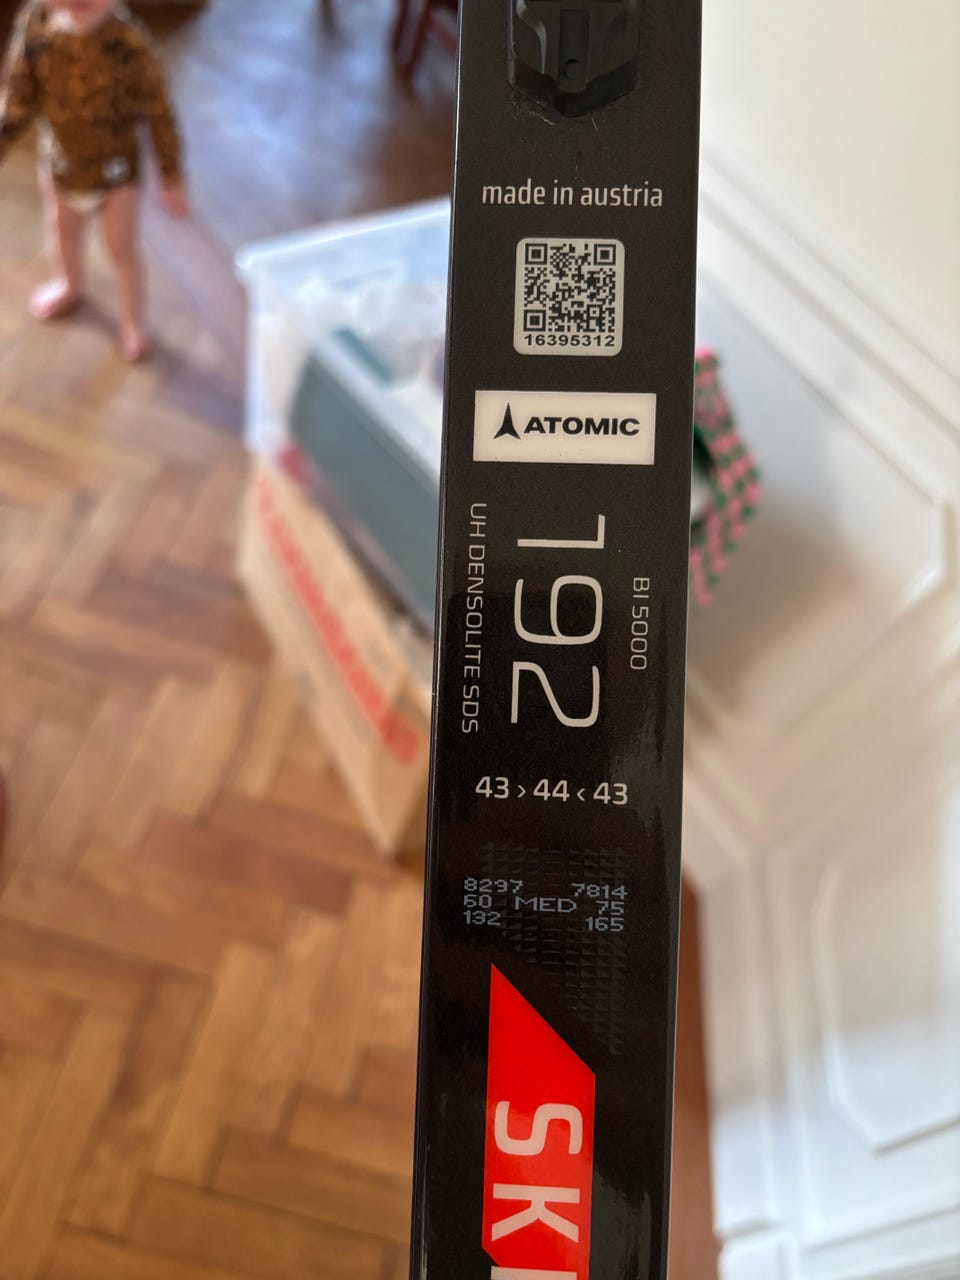 made in austria
16395312
ATOMIC
UH DENSOLITE SDS
192
BI 5000
43 › 44 ‹ 43
8297 7814
60 MED 75
132 165
SK